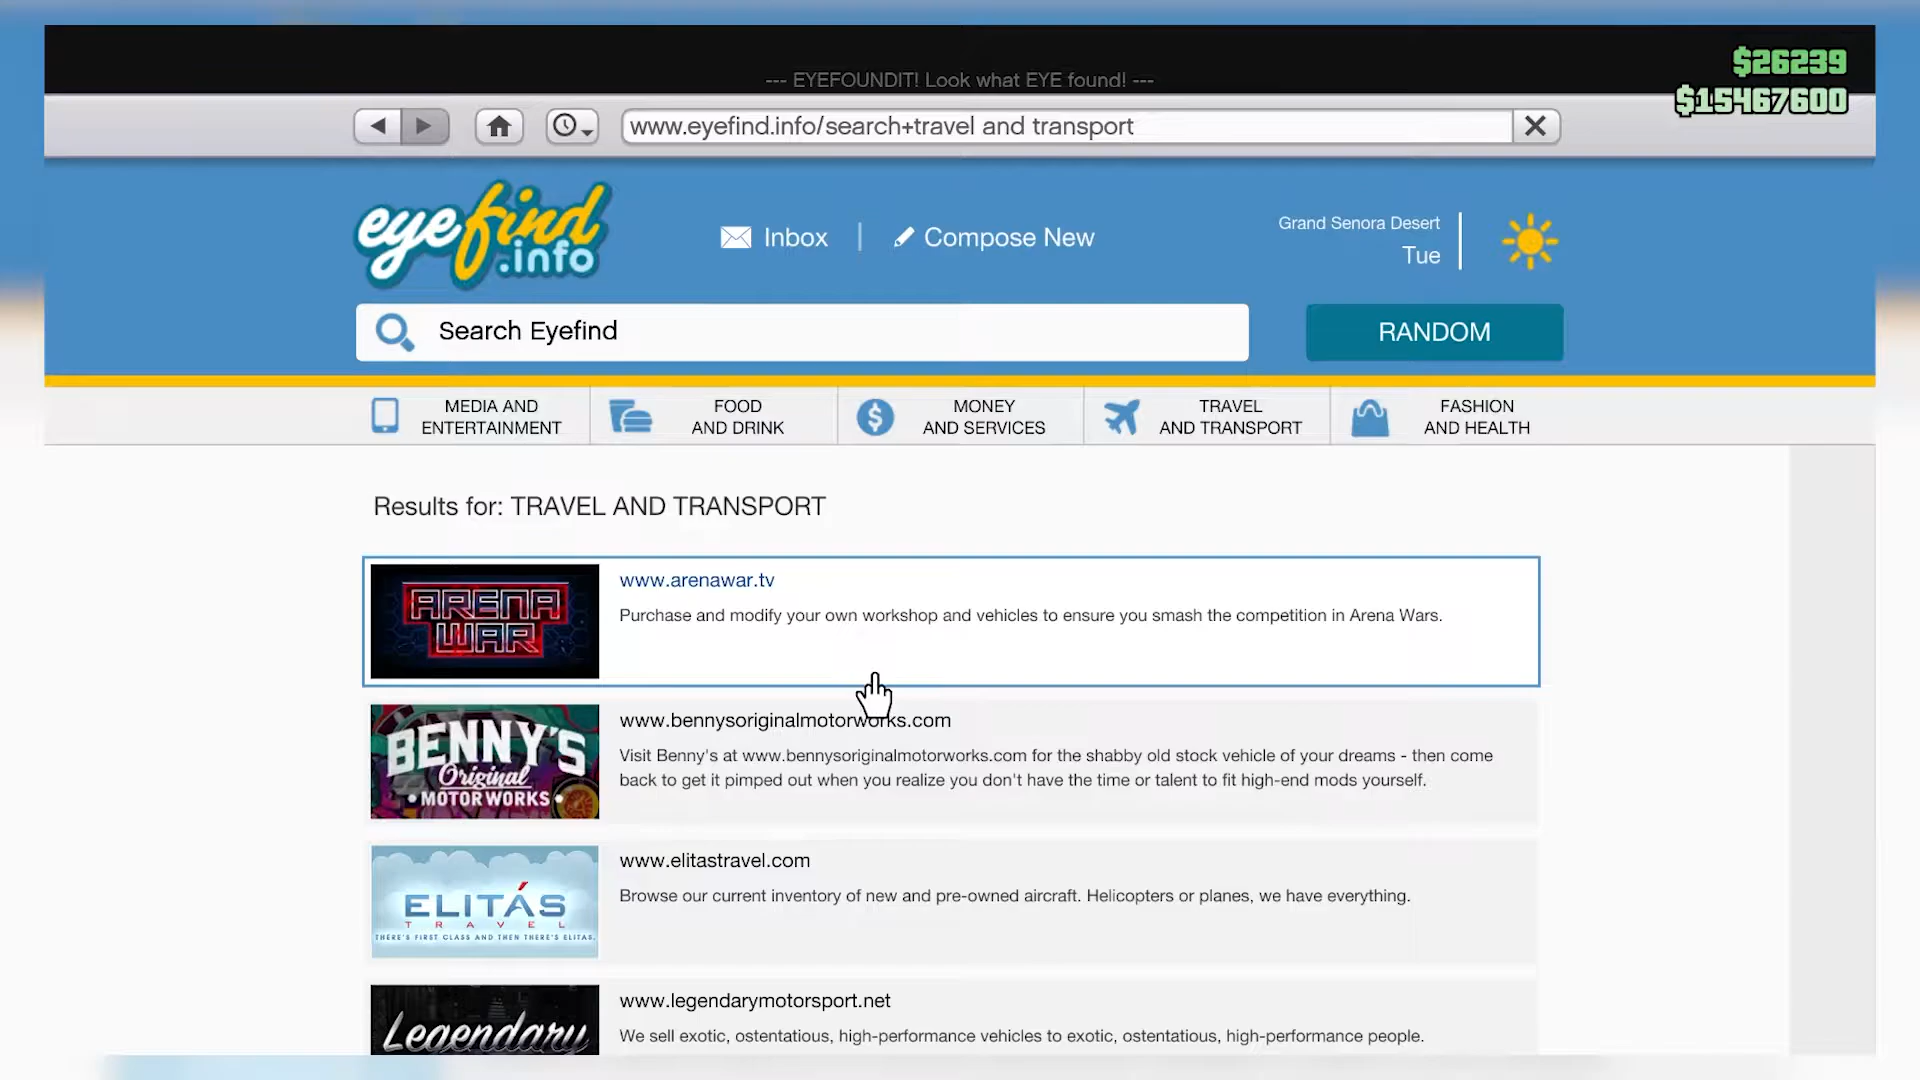 --- EYEFOUNDIT! Look what EYE found! ---
$26239
$15467600
www.eyefind.info/search+travel and transport
eyefind
.info
Inbox
Compose New
Grand Senora Desert
Tue
Search Eyefind
RANDOM
MEDIA AND
ENTERTAINMENT
FOOD
AND DRINK
MONEY
AND SERVICES
TRAVEL
AND TRANSPORT
FASHION
AND HEALTH
Results for: TRAVEL AND TRANSPORT
ARENA
WAR
www.arenawar.tv
Purchase and modify your own workshop and vehicles to ensure you smash the competition in Arena Wars.
BENNY'S
Original
• MOTOR WORKS •
www.bennysoriginalmotorworks.com
Visit Benny's at www.bennysoriginalmotorworks.com for the shabby old stock vehicle of your dreams - then come
back to get it pimped out when you realize you don't have the time or talent to fit high-end mods yourself.
ELITÁS
TRAVEL
THERE'S FIRST CLASS AND THEN THERE'S ELITAS.
www.elitastravel.com
Browse our current inventory of new and pre-owned aircraft. Helicopters or planes, we have everything.
Legendary
www.legendarymotorsport.net
We sell exotic, ostentatious, high-performance vehicles to exotic, ostentatious, high-performance people.